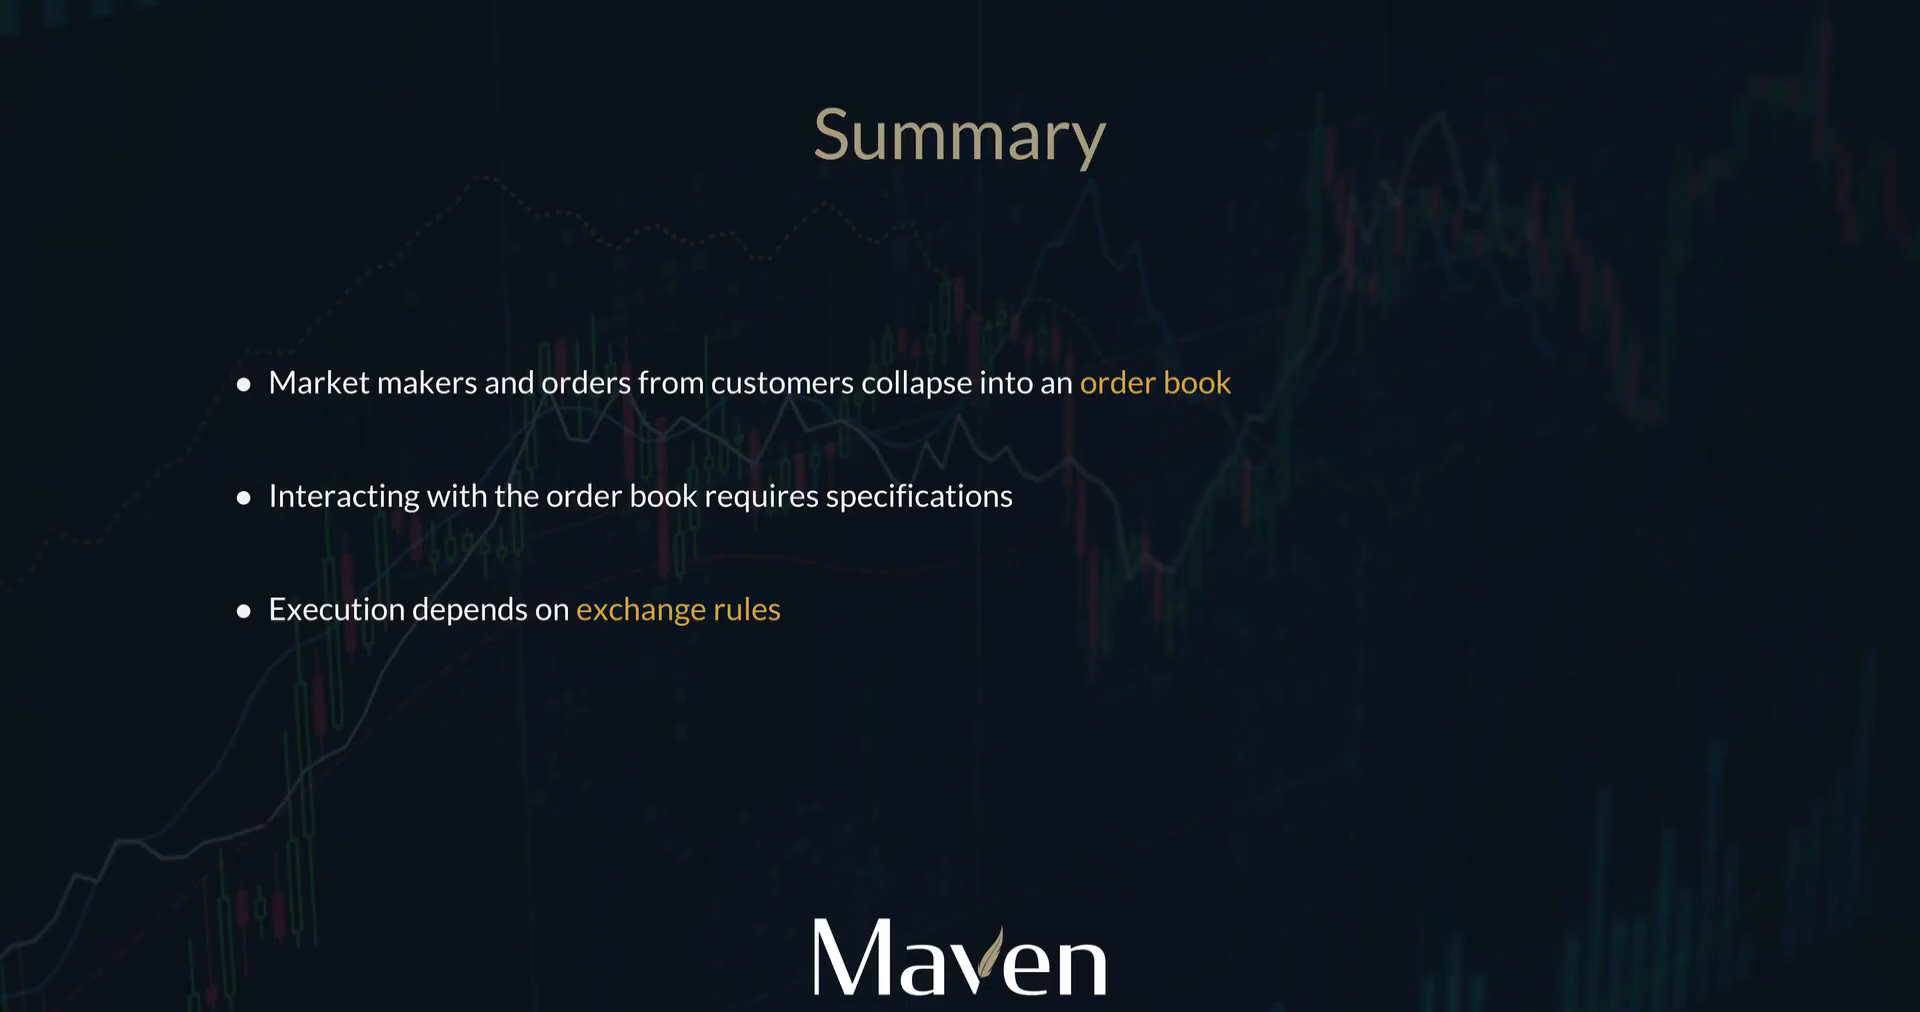 Summary
● Market makers and orders from customers collapse into an order book
● Interacting with the order book requires specifications
● Execution depends on exchange rules
Maven